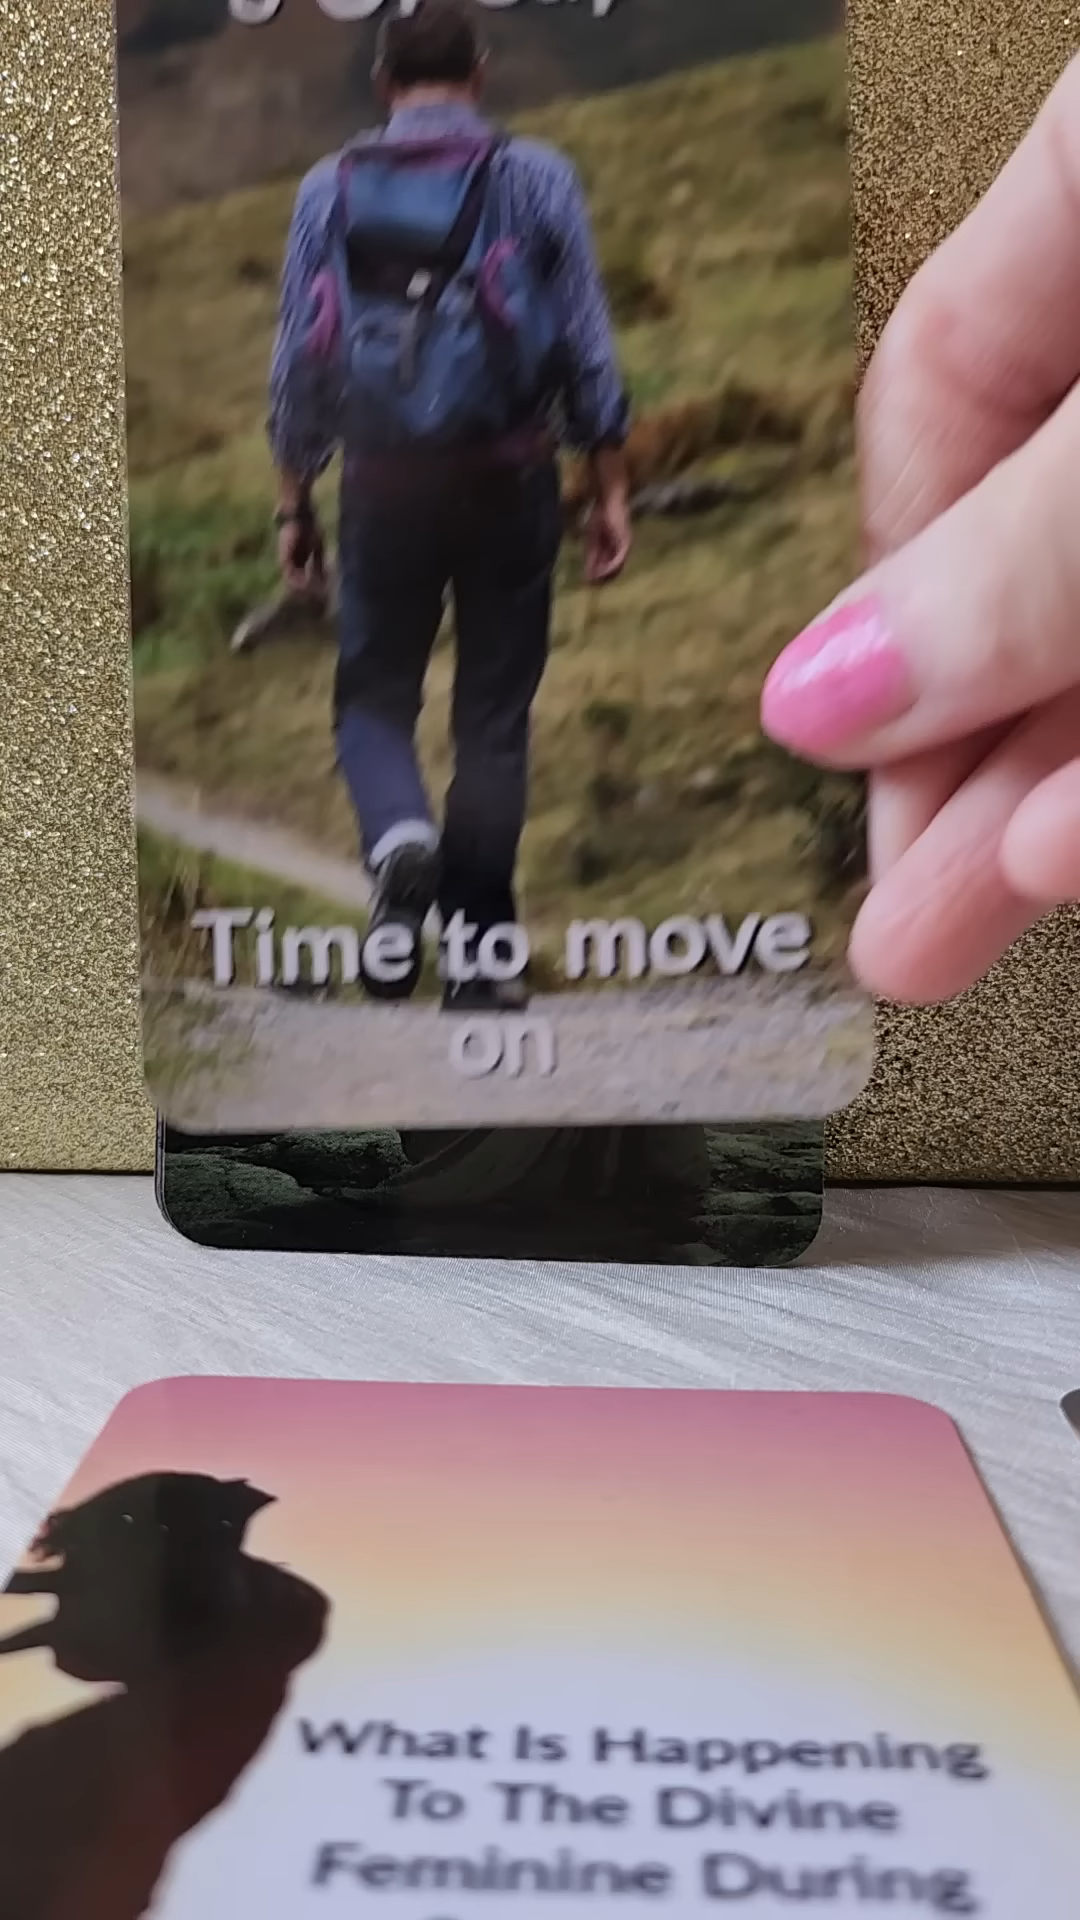 Time to move
on
What Is Happening
To The Divine
Feminine During